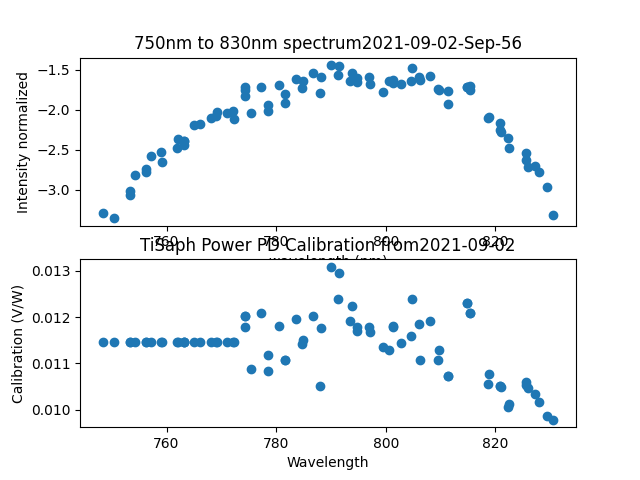 750nm to 830nm spectrum2021-09-02-Sep-56
Intensity normalized
−1.5
−2.0
−2.5
−3.0
760
780
800
820
TiSaph Power PD Calibration from2021-09-02
wavelength (nm)
Calibration (V/W)
0.013
0.012
0.011
0.010
760
780
800
820
Wavelength